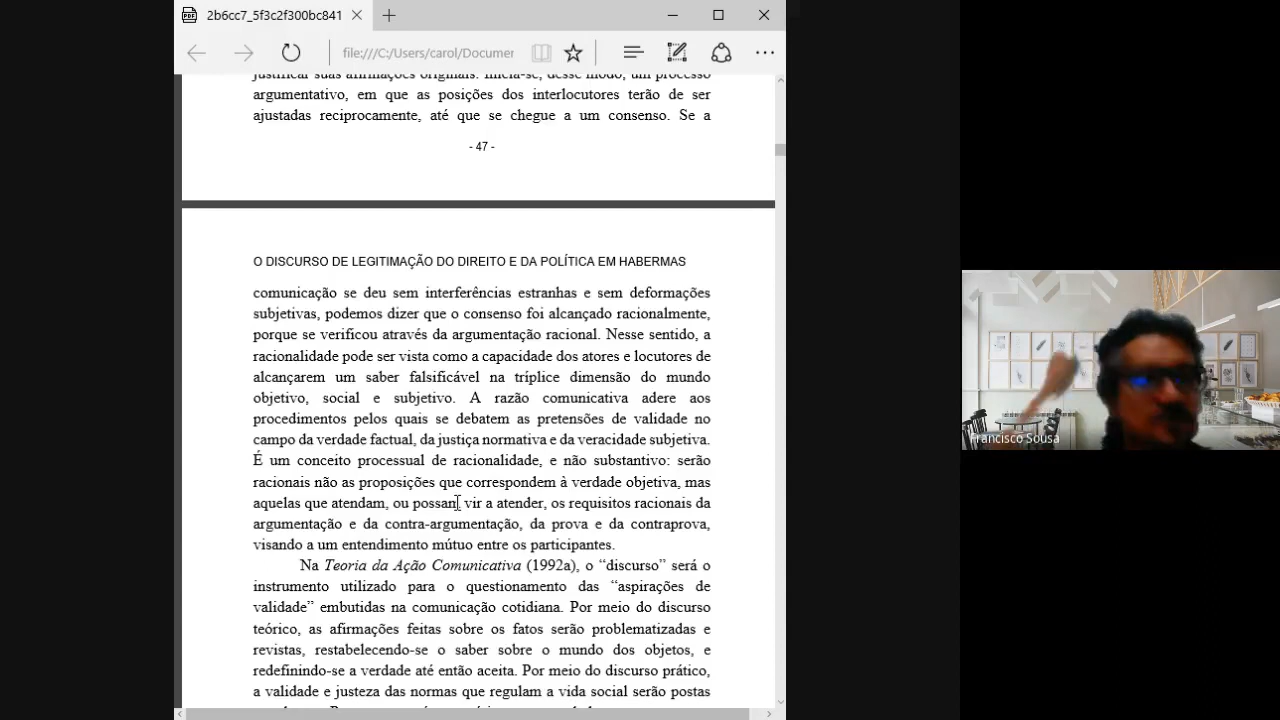 2b6cc7_5f3c2f300bc841
file:///C:/Users/carol/Documer
justificar suas afirmações originais. Inicia-se, desse modo, um processo
argumentativo, em que as posições dos interlocutores terão de ser
ajustadas reciprocamente, até que se chegue a um consenso. Se a
- 47 -
O DISCURSO DE LEGITIMAÇÃO DO DIREITO E DA POLÍTICA EM HABERMAS
comunicação se deu sem interferências estranhas e sem deformações
subjetivas, podemos dizer que o consenso foi alcançado racionalmente,
porque se verificou através da argumentação racional. Nesse sentido, a
racionalidade pode ser vista como a capacidade dos atores e locutores de
alcançarem um saber falsificável na tríplice dimensão do mundo
objetivo, social e subjetivo. A razão comunicativa adere aos
procedimentos pelos quais se debatem as pretensões de validade no
campo da verdade factual, da justiça normativa e da veracidade subjetiva.
É um conceito processual de racionalidade, e não substantivo: serão
racionais não as proposições que correspondem à verdade objetiva, mas
aquelas que atendam, ou possam vir a atender, os requisitos racionais da
argumentação e da contra-argumentação, da prova e da contraprova,
visando a um entendimento mútuo entre os participantes.
Na Teoria da Ação Comunicativa (1992a), o “discurso” será o
instrumento utilizado para o questionamento das “aspirações de
validade” embutidas na comunicação cotidiana. Por meio do discurso
teórico, as afirmações feitas sobre os fatos serão problematizadas e
revistas, restabelecendo-se o saber sobre o mundo dos objetos, e
redefinindo-se a verdade até então aceita. Por meio do discurso prático,
a validade e justeza das normas que regulam a vida social serão postas
Francisco Sousa